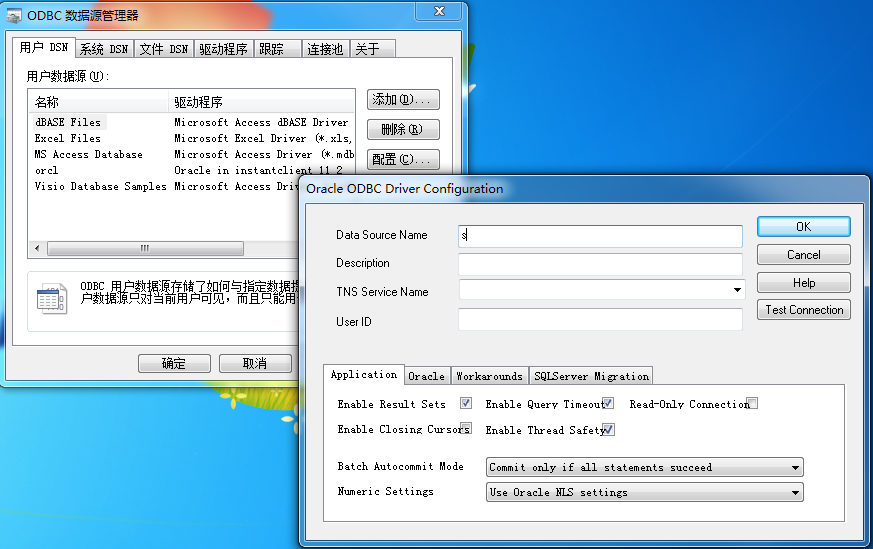 ODBC 数据源管理器
用户 DSN 系统 DSN 文件 DSN 驱动程序 跟踪 连接池 关于
用户数据源(U):
名称 驱动程序
dBASE Files Microsoft Access dBASE Driver
Excel Files Microsoft Excel Driver (*.xls,
MS Access Database Microsoft Access Driver (*.mdb
orcl Oracle in instantclient_11_2
Visio Database Samples Microsoft Access Driv
添加(D)...
删除(R)
配置(C)...
ODBC 用户数据源存储了如何与指定数据
户数据源只对当前用户可见，而且只能用
确定 取消
Oracle ODBC Driver Configuration
Data Source Name s
Description
TNS Service Name
User ID
OK
Cancel
Help
Test Connection
Application Oracle Workarounds SQLServer Migration
Enable Result Sets Enable Query Timeout Read-Only Connection
Enable Closing Cursors Enable Thread Safety
Batch Autocommit Mode Commit only if all statements succeed
Numeric Settings Use Oracle NLS settings